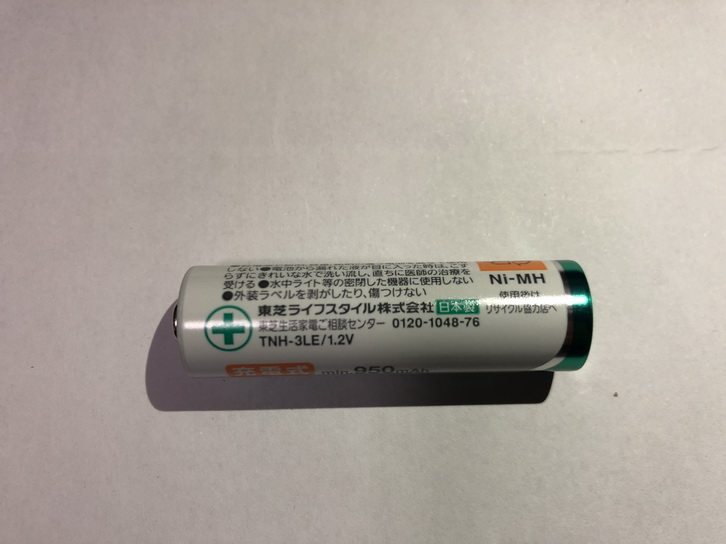 しない●電池から漏れた液が目に入った時は、こす
らずにきれいな水で洗い流し、直ちに医師の治療を
受ける●水中ライト等の密閉した機器に使用しない
●外装ラベルを剥がしたり、傷つけない
東芝ライフスタイル株式会社 日本製
東芝生活家電ご相談センター 0120-1048-76
TNH-3LE/1.2V
充電式 min.950mAh
Ni-MH
使用後は
リサイクル協力店へ